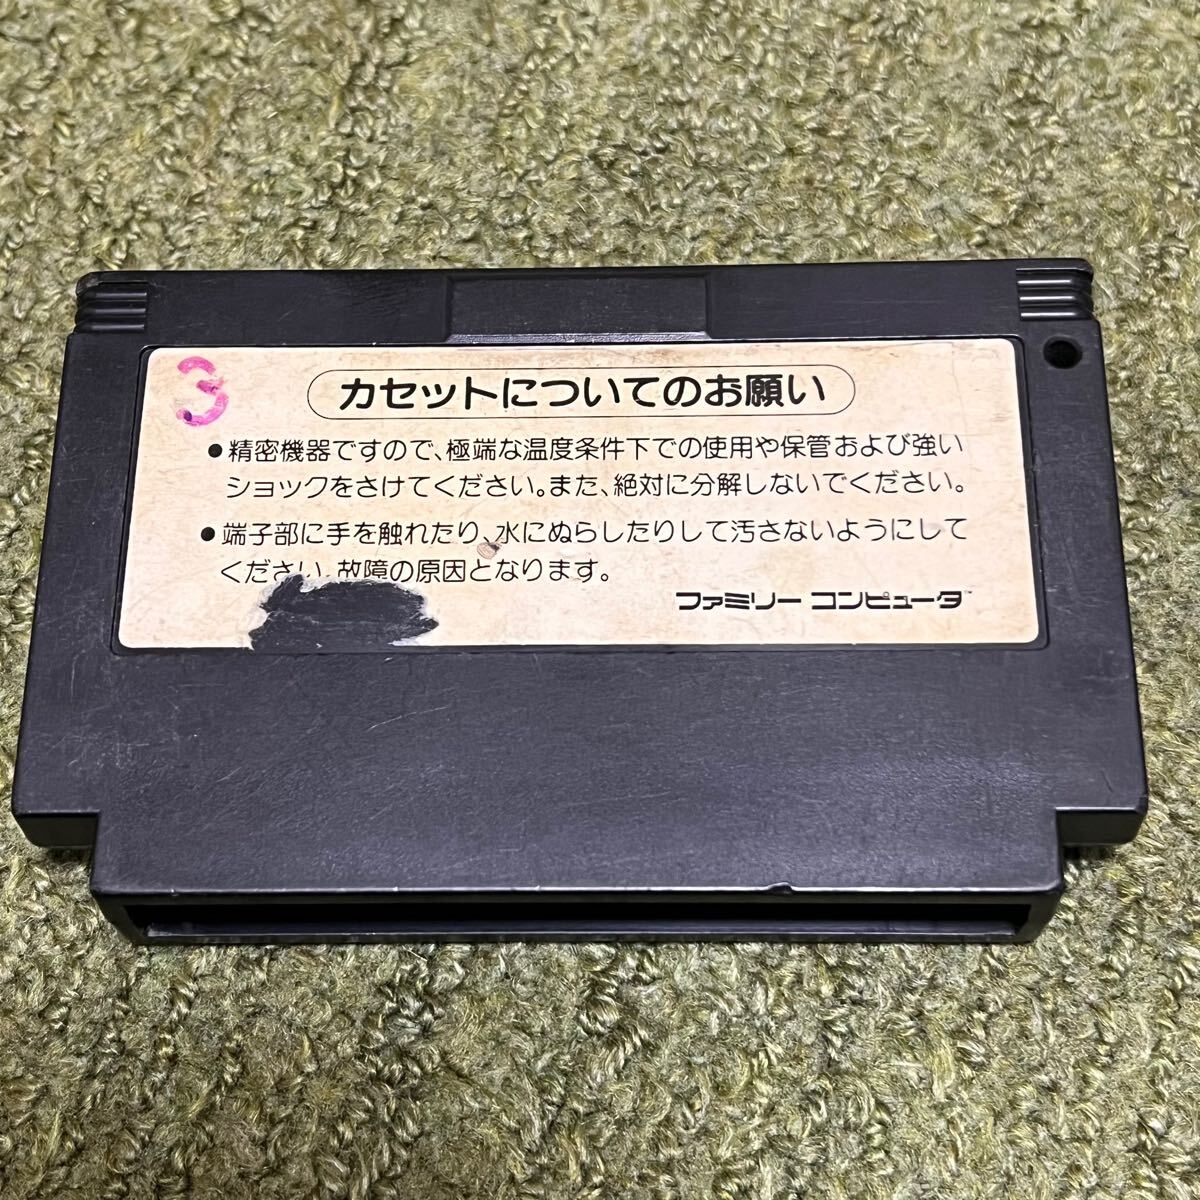 3
カセットについてのお願い
●精密機器ですので、極端な温度条件下での使用や保管および強い
ショックをさけてください。また、絶対に分解しないでください。
●端子部に手を触れたり、水にぬらしたりして汚さないようにして
ください。故障の原因となります。
ファミリー コンピュータ™